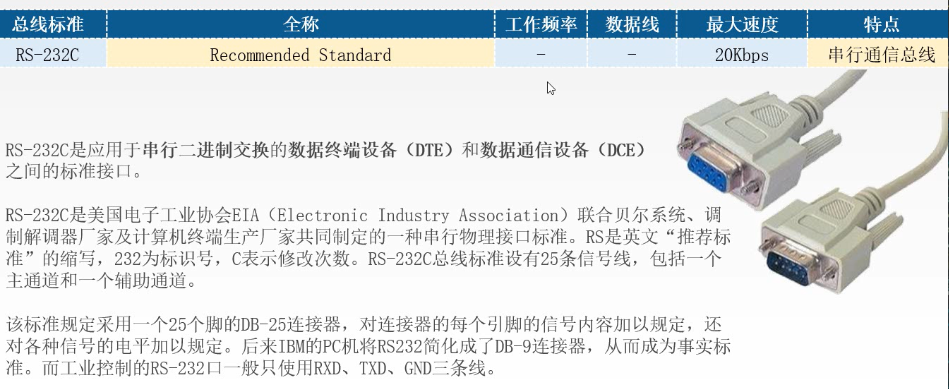 总线标准 全称 工作频率 数据线 最大速度 特点
RS-232C Recommended Standard - - 20Kbps 串行通信总线
RS-232C是应用于串行二进制交换的数据终端设备（DTE）和数据通信设备（DCE）
之间的标准接口。
RS-232C是美国电子工业协会EIA（Electronic Industry Association）联合贝尔系统、调
制解调器厂家及计算机终端生产厂家共同制定的一种串行物理接口标准。RS是英文“推荐标
准”的缩写，232为标识号，C表示修改次数。RS-232C总线标准设有25条信号线，包括一个
主通道和一个辅助通道。
该标准规定采用一个25个脚的DB-25连接器，对连接器的每个引脚的信号内容加以规定，还
对各种信号的电平加以规定。后来IBM的PC机将RS232简化成了DB-9连接器，从而成为事实标
准。而工业控制的RS-232口一般只使用RXD、TXD、GND三条线。